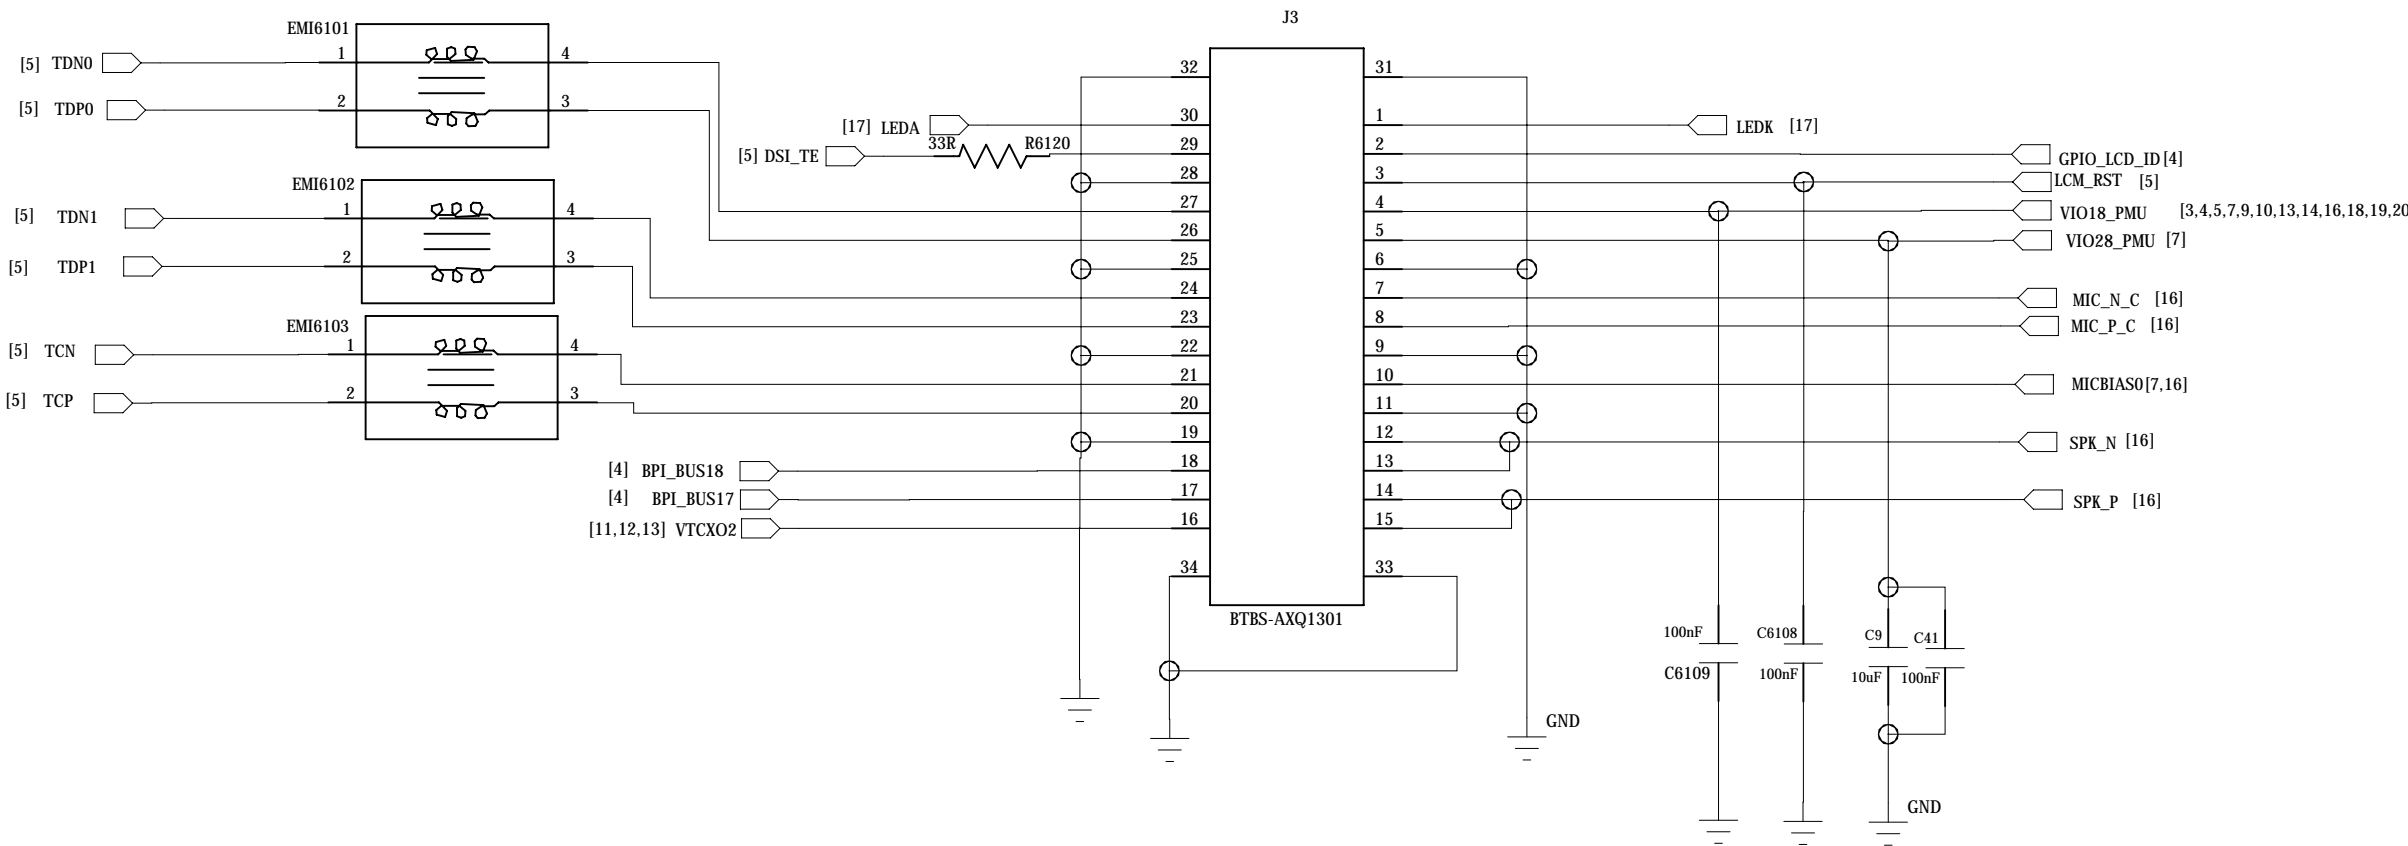 J3
EMI6101
[5] TDN0 1 4
[5] TDP0 2 3
EMI6102
[5] TDN1 1 4
[5] TDP1 2 3
EMI6103
[5] TCN 1 4
[5] TCP 2 3
[17] LEDA
[5] DSI_TE 33R R6120
[4] BPI_BUS18
[4] BPI_BUS17
[11,12,13] VTCXO2
32 31
30 1
29 2
28 3
27 4
26 5
25 6
24 7
23 8
22 9
21 10
20 11
19 12
18 13
17 14
16 15
34 33
BTBS-AXQ1301
LEDK [17]
GPIO_LCD_ID[4]
LCM_RST [5]
VIO18_PMU [3,4,5,7,9,10,13,14,16,18,19,20
VIO28_PMU [7]
MIC_N_C [16]
MIC_P_C [16]
MICBIAS0[7,16]
SPK_N [16]
SPK_P [16]
100nF C6108 C9 C41
C6109 100nF 10uF 100nF
GND
GND